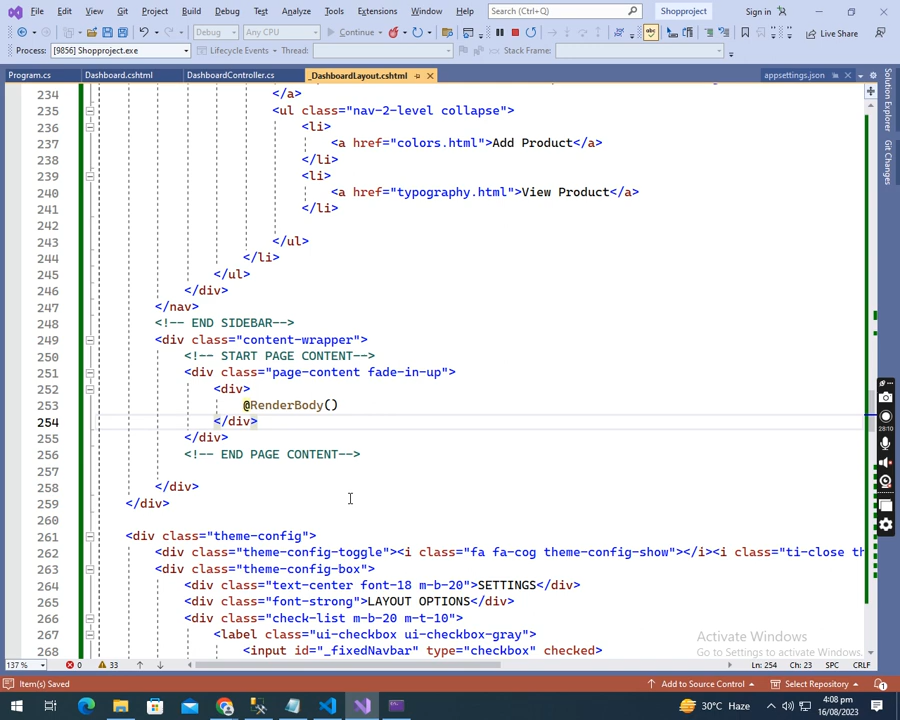 File Edit View Git Project Build Debug Test Analyze Tools Extensions Window Help Search (Ctrl+Q) Shopproject Sign in
Debug Any CPU Continue Live Share
Process: [9856] Shopproject.exe Lifecycle Events Thread: Stack Frame:
Program.cs Dashboard.cshtml DashboardController.cs _DashboardLayout.cshtml appsettings.json
Solution Explorer
Git Changes
234 </a>
235 <ul class="nav-2-level collapse">
236 <li>
237 <a href="colors.html">Add Product</a>
238 </li>
239 <li>
240 <a href="typography.html">View Product</a>
241 </li>
242
243 </ul>
244 </li>
245 </ul>
246 </div>
247 </nav>
248 <!-- END SIDEBAR-->
249 <div class="content-wrapper">
250 <!-- START PAGE CONTENT-->
251 <div class="page-content fade-in-up">
252 <div>
253 @RenderBody()
254 </div>
255 </div>
256 <!-- END PAGE CONTENT-->
257
258 </div>
259 </div>
260
261 <div class="theme-config">
262 <div class="theme-config-toggle"><i class="fa fa-cog theme-config-show"></i><i class="ti-close th
263 <div class="theme-config-box">
264 <div class="text-center font-18 m-b-20">SETTINGS</div>
265 <div class="font-strong">LAYOUT OPTIONS</div>
266 <div class="check-list m-b-20 m-t-10">
267 <label class="ui-checkbox ui-checkbox-gray">
268 <input id="_fixedNavbar" type="checkbox" checked>
28:10
Activate Windows
Go to Settings to activate Windows.
137 % 0 33 Ln: 254 Ch: 23 SPC CRLF
Item(s) Saved Add to Source Control Select Repository 1
30°C Haze 4:08 pm
16/08/2023